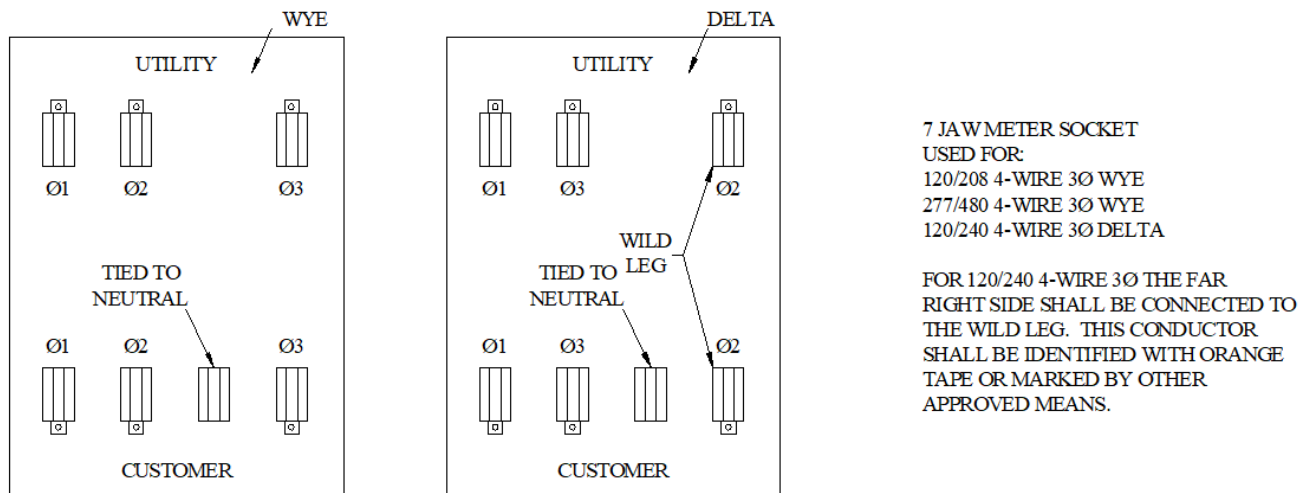 WYE
UTILITY
Ø1 Ø2 Ø3
TIED TO
NEUTRAL
Ø1 Ø2 Ø3
CUSTOMER
DELTA
UTILITY
Ø1 Ø3 Ø2
WILD
LEG
TIED TO
NEUTRAL
Ø1 Ø3 Ø2
CUSTOMER
7 JAW METER SOCKET
USED FOR:
120/208 4-WIRE 3Ø WYE
277/480 4-WIRE 3Ø WYE
120/240 4-WIRE 3Ø DELTA
FOR 120/240 4-WIRE 3Ø THE FAR
RIGHT SIDE SHALL BE CONNECTED TO
THE WILD LEG. THIS CONDUCTOR
SHALL BE IDENTIFIED WITH ORANGE
TAPE OR MARKED BY OTHER
APPROVED MEANS.